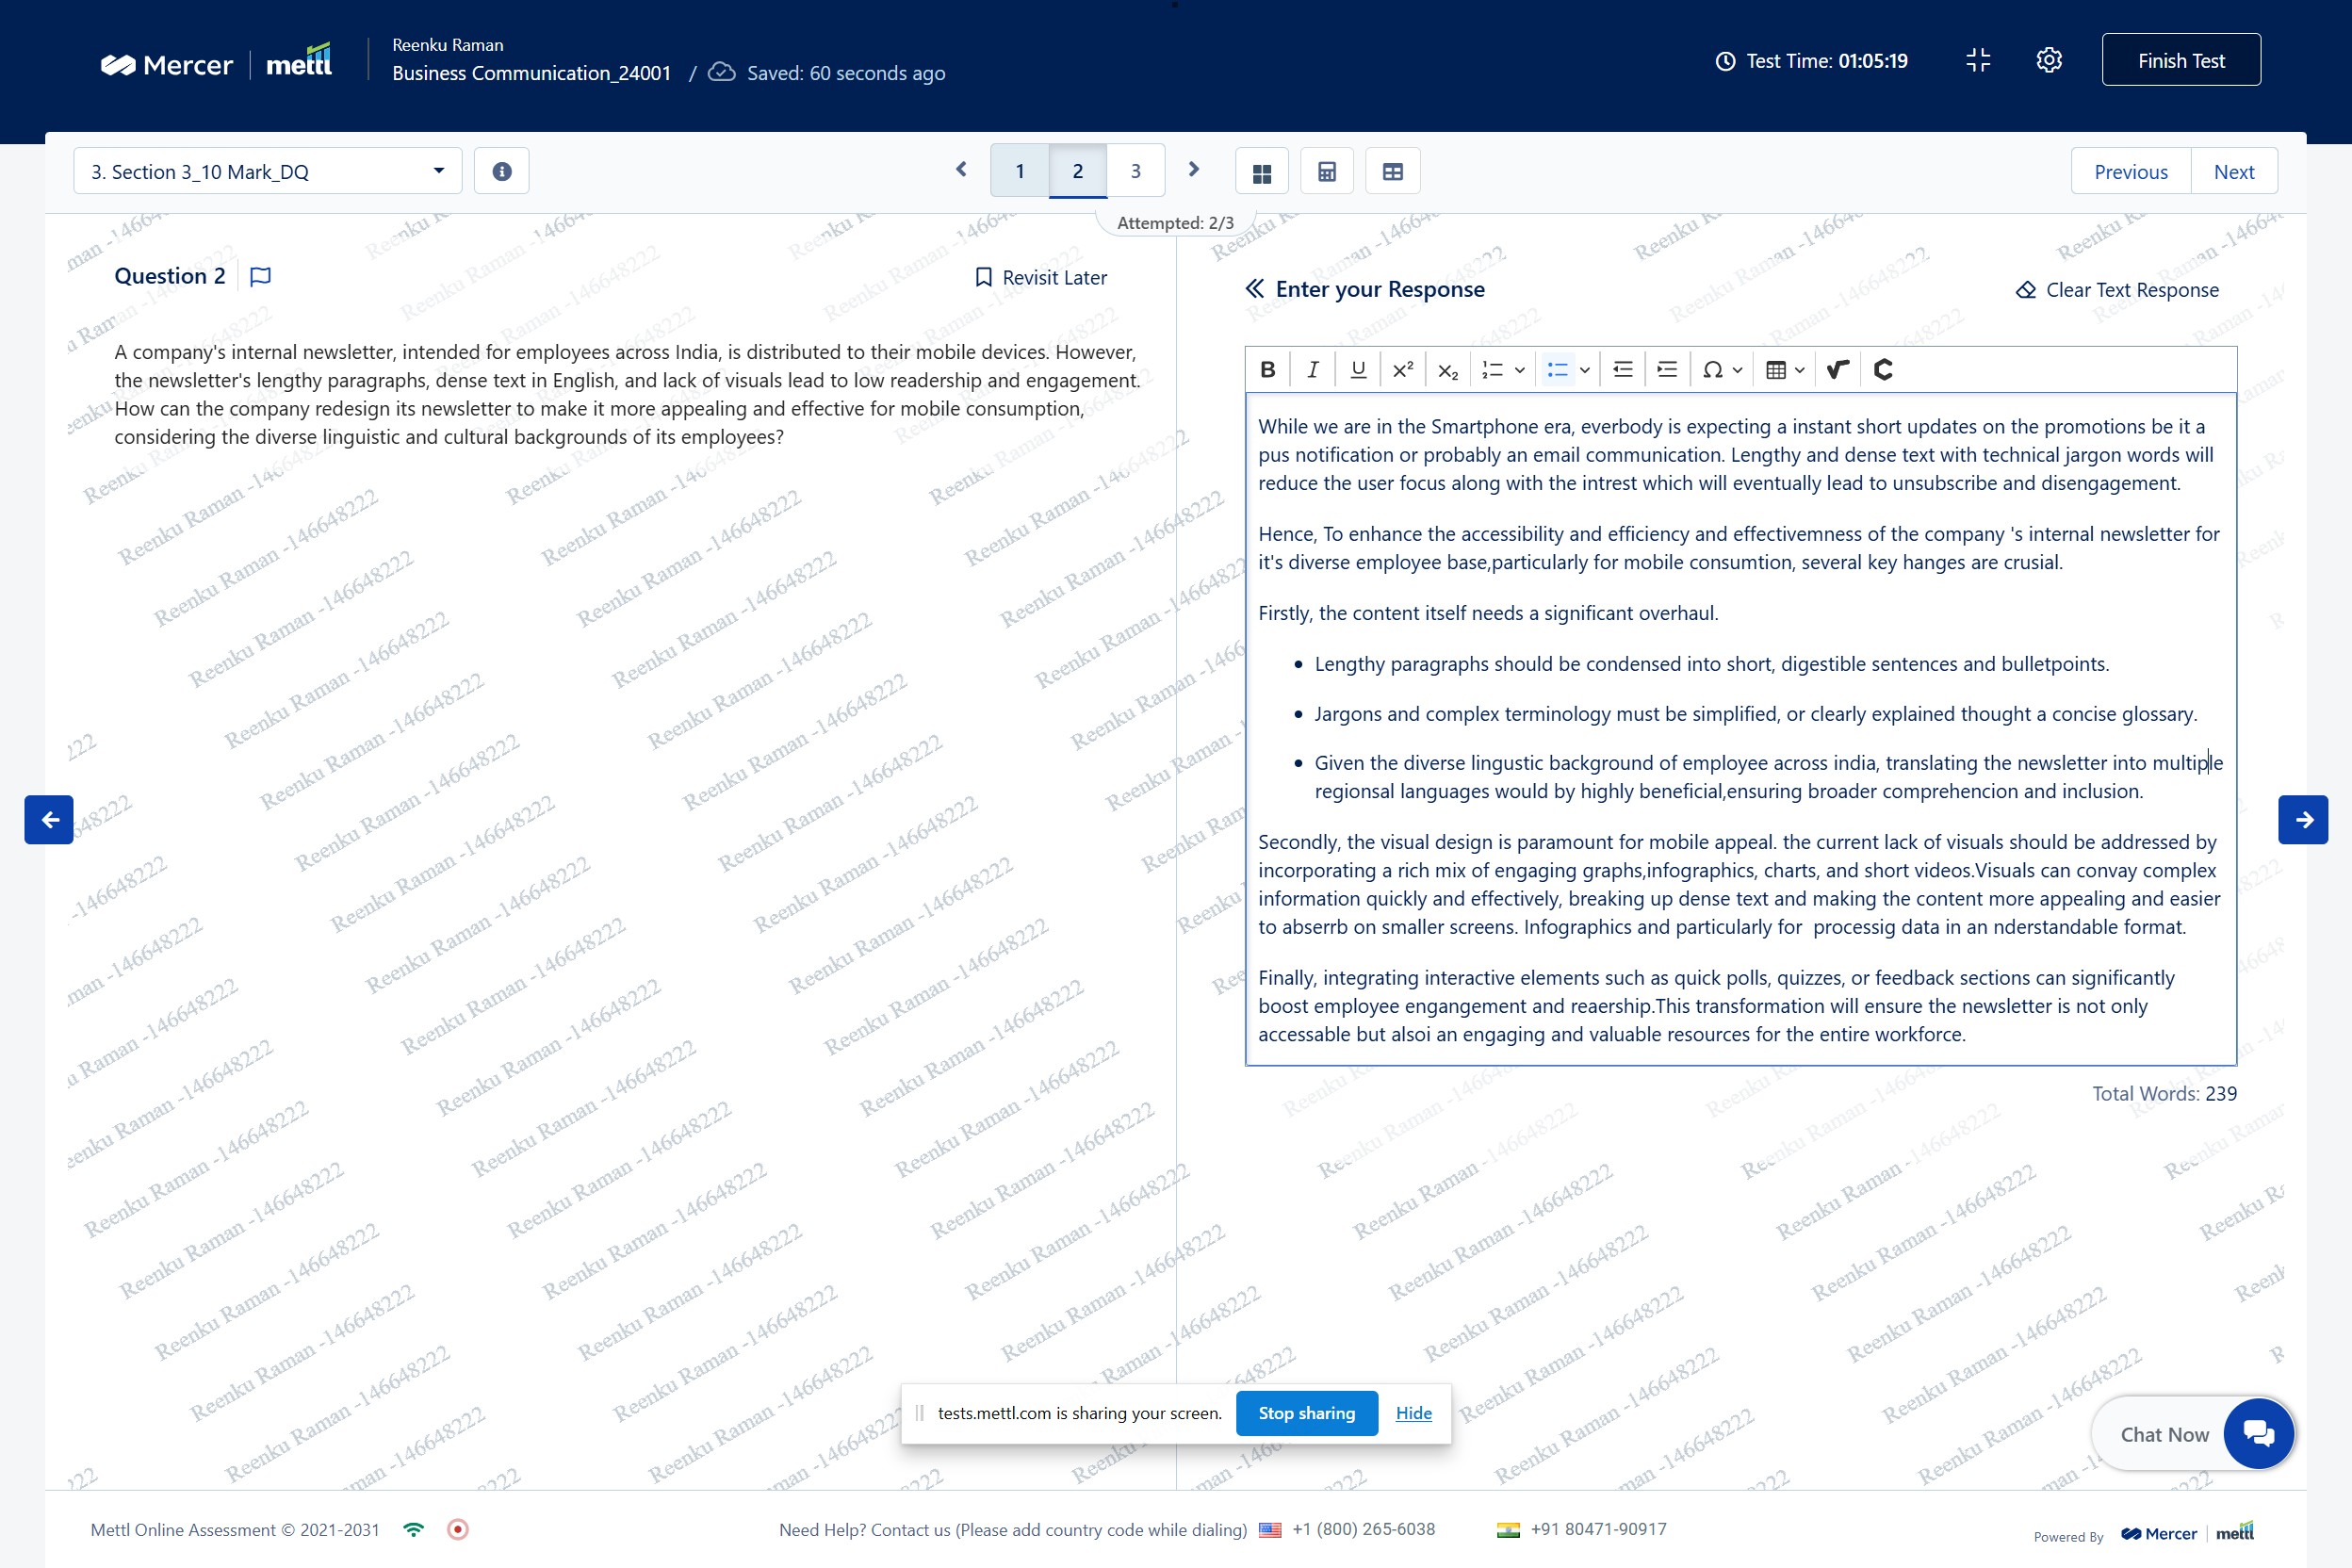 Mercer | mettl
Reenku Raman
Business Communication_24001 / Saved: 60 seconds ago
Test Time: 01:05:19
Finish Test
3. Section 3_10 Mark_DQ
1 2 3
Previous Next
Attempted: 2/3
Question 2
Revisit Later
A company's internal newsletter, intended for employees across India, is distributed to their mobile devices. However,
the newsletter's lengthy paragraphs, dense text in English, and lack of visuals lead to low readership and engagement.
How can the company redesign its newsletter to make it more appealing and effective for mobile consumption,
considering the diverse linguistic and cultural backgrounds of its employees?
Enter your Response
Clear Text Response
B I U X² X₂ Ω
While we are in the Smartphone era, everbody is expecting a instant short updates on the promotions be it a
pus notification or probably an email communication. Lengthy and dense text with technical jargon words will
reduce the user focus along with the intrest which will eventually lead to unsubscribe and disengagement.
Hence, To enhance the accessibility and efficiency and effectivemness of the company 's internal newsletter for
it's diverse employee base,particularly for mobile consumtion, several key hanges are crusial.
Firstly, the content itself needs a significant overhaul.
• Lengthy paragraphs should be condensed into short, digestible sentences and bulletpoints.
• Jargons and complex terminology must be simplified, or clearly explained thought a concise glossary.
• Given the diverse lingustic background of employee across india, translating the newsletter into multiple
regionsal languages would by highly beneficial,ensuring broader comprehencion and inclusion.
Secondly, the visual design is paramount for mobile appeal. the current lack of visuals should be addressed by
incorporating a rich mix of engaging graphs,infographics, charts, and short videos.Visuals can convay complex
information quickly and effectively, breaking up dense text and making the content more appealing and easier
to abserrb on smaller screens. Infographics and particularly for  processig data in an nderstandable format.
Finally, integrating interactive elements such as quick polls, quizzes, or feedback sections can significantly
boost employee engangement and reaership.This transformation will ensure the newsletter is not only
accessable but alsoi an engaging and valuable resources for the entire workforce.
Total Words: 239
Reenku Raman -146648222
tests.mettl.com is sharing your screen. Stop sharing Hide
Chat Now
Mettl Online Assessment © 2021-2031
Need Help? Contact us (Please add country code while dialing) +1 (800) 265-6038 +91 80471-90917
Powered By Mercer | mettl